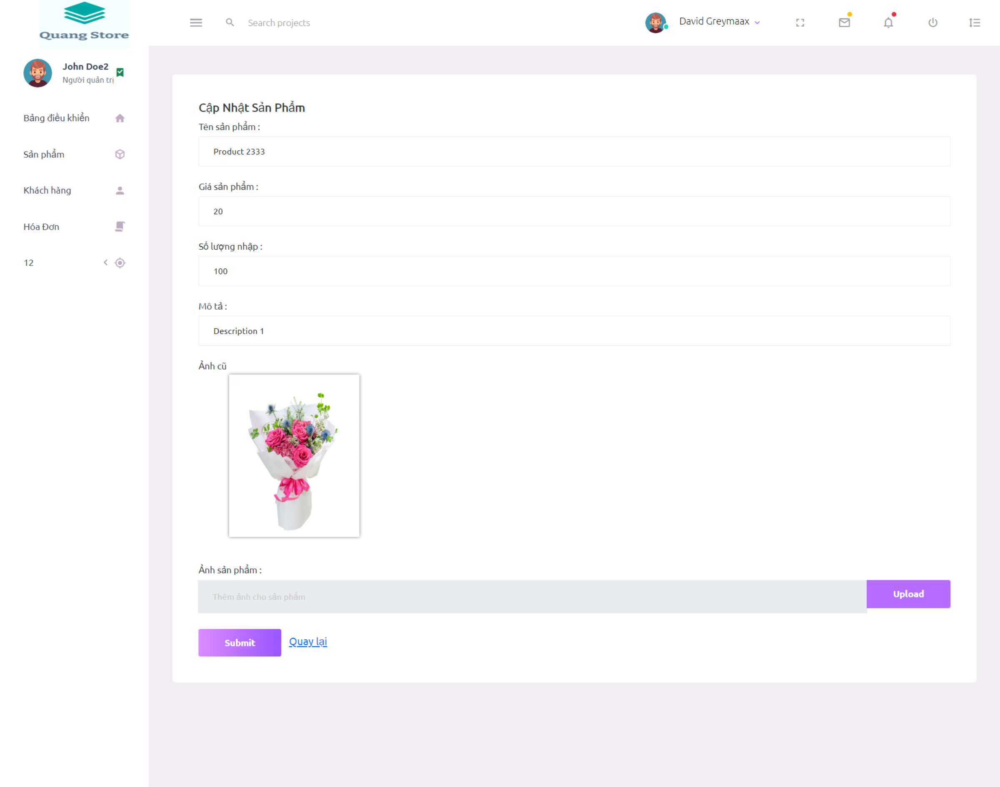 Quang Store
Search projects
David Greymaax
John Doe2
Người quản trị
Bảng điều khiển
Sản phẩm
Khách hàng
Hóa Đơn
12
Cập Nhật Sản Phẩm
Tên sản phẩm :
Product 2333
Giá sản phẩm :
20
Số lượng nhập :
100
Mô tả :
Description 1
Ảnh cũ
Ảnh sản phẩm :
Thêm ảnh cho sản phẩm
Upload
Submit
Quay lại